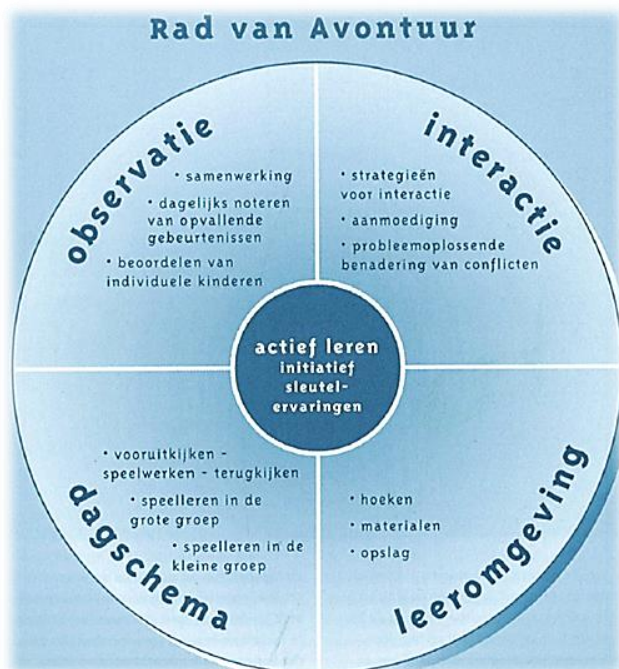 Rad van Avontuur
observatie
• samenwerking
• dagelijks noteren
van opvallende
gebeurtenissen
• beoordelen van
individuele kinderen
interactie
• strategieën
voor interactie
• aanmoediging
• probleemoplossende
benadering van conflicten
actief leren
initiatief
sleutel-
ervaringen
• vooruitkijken -
speelwerken - terugkijken
• speelleren in de
grote groep
• speelleren in de
kleine groep
dagschema
• hoeken
• materialen
• opslag
leeromgeving